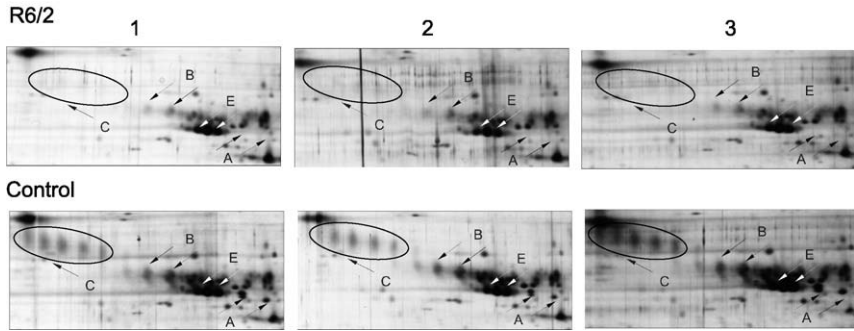 R6/2
1 2 3
B B B
E E E
C C C
A A A
Control
B B B
E E E
C C C
A A A